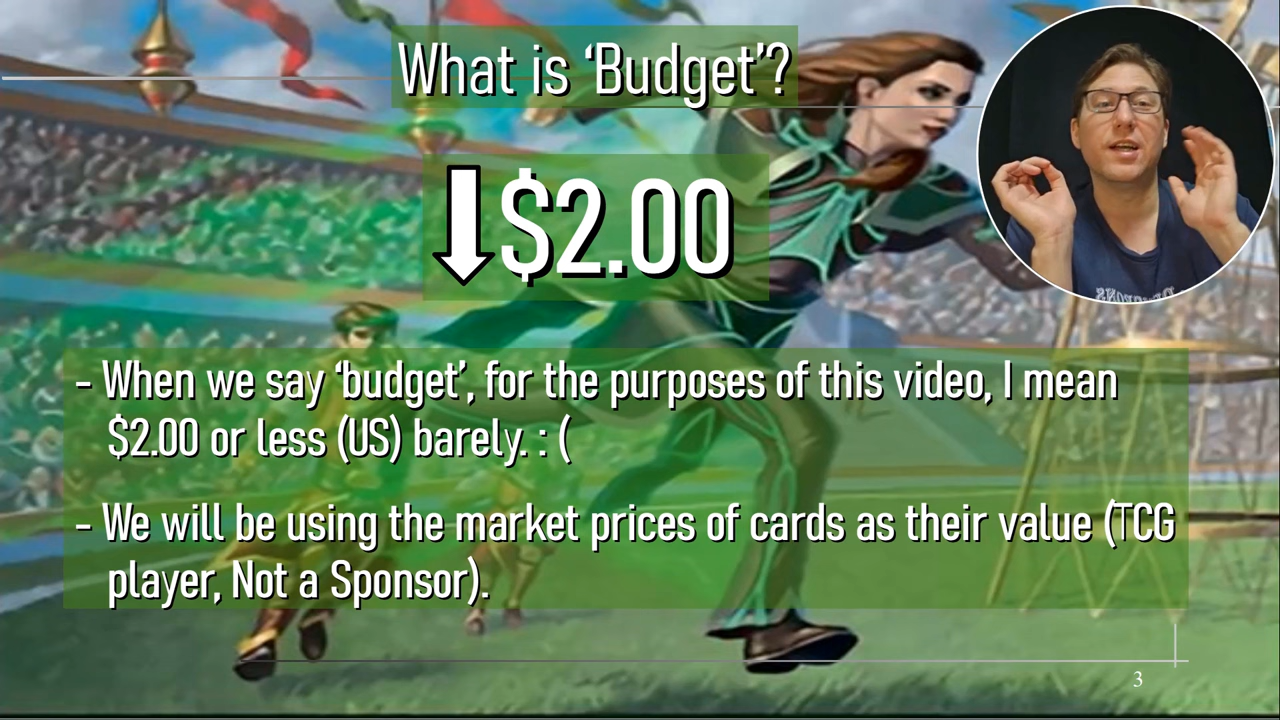 What is ‘Budget’?
$2.00
- When we say ‘budget’, for the purposes of this video, I mean
$2.00 or less (US) barely. : (
- We will be using the market prices of cards as their value (TCG
player, Not a Sponsor).
3